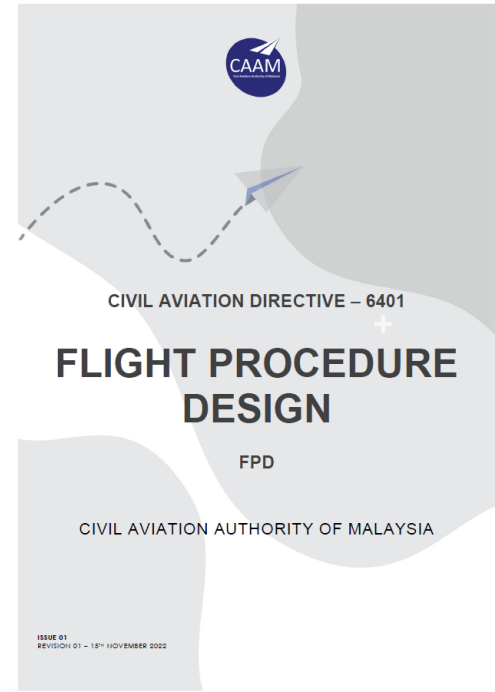 CAAM
Civil Aviation Authority of Malaysia
CIVIL AVIATION DIRECTIVE – 6401
FLIGHT PROCEDURE
DESIGN
FPD
CIVIL AVIATION AUTHORITY OF MALAYSIA
ISSUE 01
REVISION 01 – 15TH NOVEMBER 2022